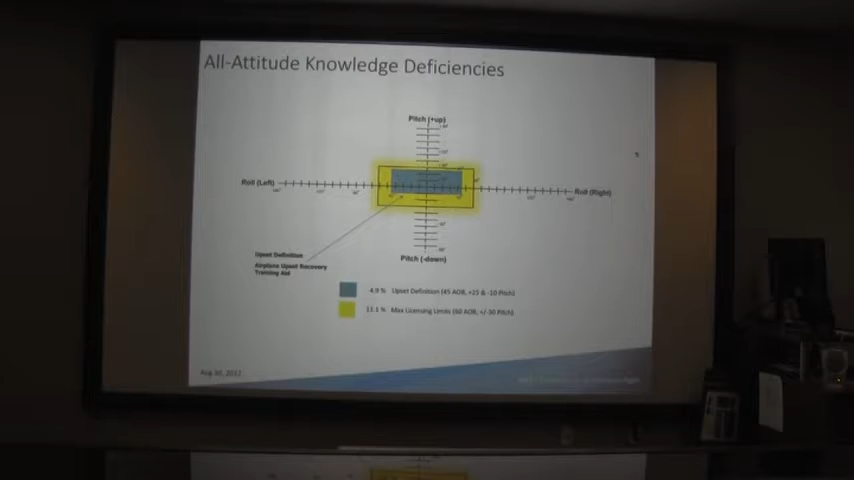 All-Attitude Knowledge Deficiencies
Pitch (+up)
Roll (Left)
Roll (Right)
Upset Definition
Airplane Upset Recovery
Training Aid
Pitch (-down)
4.9 % Upset Definition (45 AOB, +25 & -10 Pitch)
11.1 % Max Licensing Limits (60 AOB, +/-30 Pitch)
Aug 30, 2012